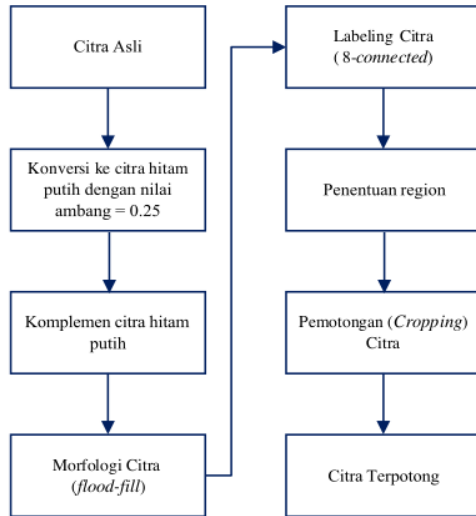 Citra Asli
Konversi ke citra hitam
putih dengan nilai
ambang = 0.25
Komplemen citra hitam
putih
Morfologi Citra
(flood-fill)
Labeling Citra
( 8-connected)
Penentuan region
Pemotongan (Cropping)
Citra
Citra Terpotong